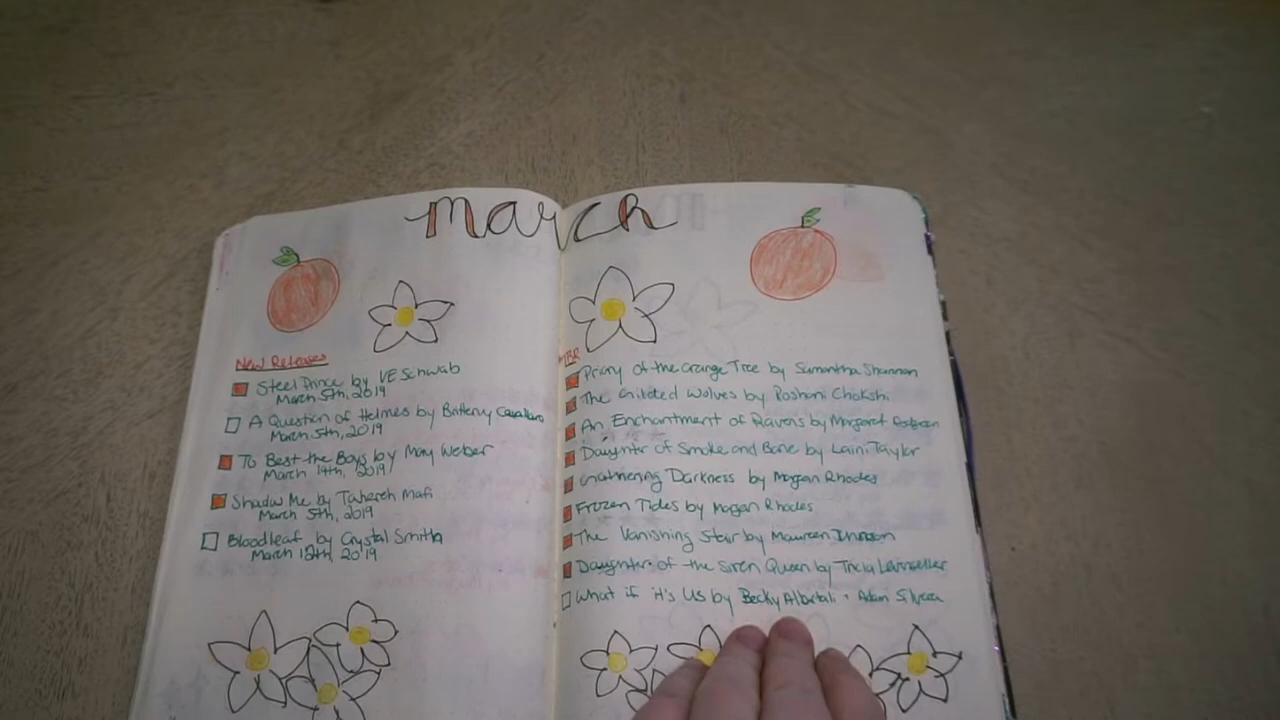 march
New Releases
Steel Prince by VE Schwab
March 5th, 2019
A Question of Holmes by Brittany Cavallaro
March 5th, 2019
To Best the Boys by Mary Weber
March 19th, 2019
Shadow Me by Tahereh Mafi
March 5th, 2019
Bloodleaf by Crystal Smith
March 12th, 2019
TBR
Priory of the Orange Tree by Samantha Shannon
The Gilded Wolves by Roshani Chokshi
An Enchantment of Ravens by Margaret Rogerson
Daughter of Smoke and Bone by Laini Taylor
Gathering Darkness by Morgan Rhodes
Frozen Tides by Morgan Rhodes
The Vanishing Stair by Maureen Johnson
Daughter of the Siren Queen by Tricia Levenseller
What if it's Us by Becky Albertalli + Adam Silvera